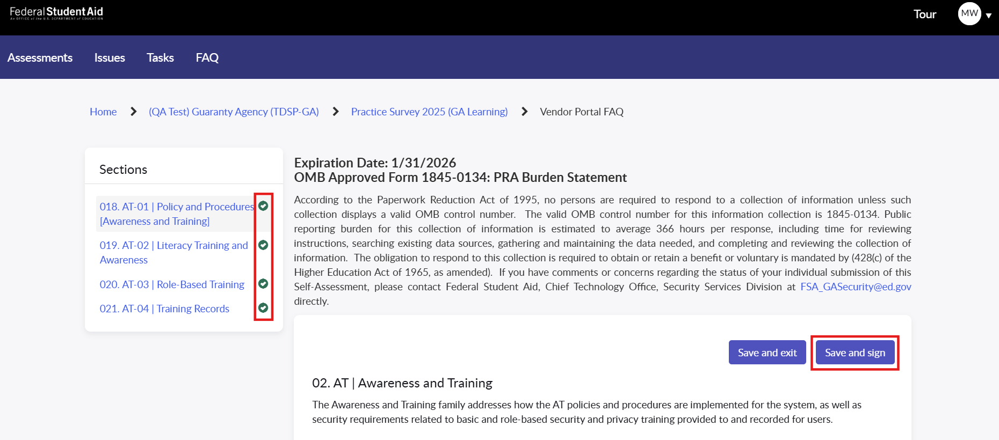 Federal Student Aid
An OFFICE of the U.S. DEPARTMENT of EDUCATION
Tour
MW
Assessments
Issues
Tasks
FAQ
Home
(QA Test) Guaranty Agency (TDSP-GA)
Practice Survey 2025 (GA Learning)
Vendor Portal FAQ
Sections
018. AT-01 | Policy and Procedures
[Awareness and Training]
019. AT-02 | Literacy Training and
Awareness
020. AT-03 | Role-Based Training
021. AT-04 | Training Records
Expiration Date: 1/31/2026
OMB Approved Form 1845-0134: PRA Burden Statement
According to the Paperwork Reduction Act of 1995, no persons are required to respond to a collection of information unless such
collection displays a valid OMB control number.  The valid OMB control number for this information collection is 1845-0134. Public
reporting burden for this collection of information is estimated to average 366 hours per response, including time for reviewing
instructions, searching existing data sources, gathering and maintaining the data needed, and completing and reviewing the collection of
information.  The obligation to respond to this collection is required to obtain or retain a benefit or voluntary is mandated by (428(c) of the
Higher Education Act of 1965, as amended).  If you have comments or concerns regarding the status of your individual submission of this
Self-Assessment, please contact Federal Student Aid, Chief Technology Office, Security Services Division at FSA_GASecurity@ed.gov
directly.
Save and exit
Save and sign
02. AT | Awareness and Training
The Awareness and Training family addresses how the AT policies and procedures are implemented for the system, as well as
security requirements related to basic and role-based security and privacy training provided to and recorded for users.